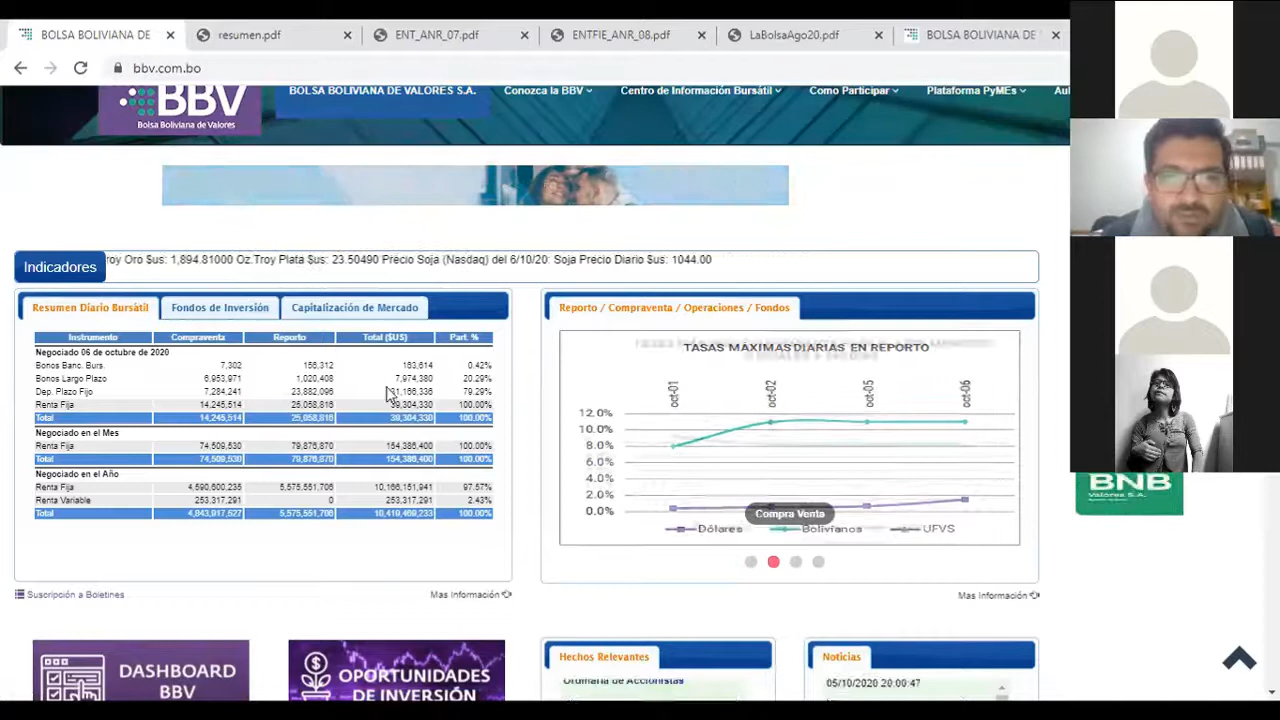 BOLSA BOLIVIANA DE
resumen.pdf
ENT_ANR_07.pdf
ENTFIE_ANR_08.pdf
LaBolsaAgo20.pdf
BOLSA BOLIVIANA DE
bbv.com.bo
BBV
Bolsa Boliviana de Valores
BOLSA BOLIVIANA DE VALORES S.A.
Conozca la BBV
Centro de Información Bursátil
Como Participar
Plataforma PyMEs
Indicadores
roy Oro $us: 1,894.81000 Oz.Troy Plata $us: 23.50490 Precio Soja (Nasdaq) del 6/10/20: Soja Precio Diario $us: 1044.00
Resumen Diario Bursátil
Fondos de Inversión
Capitalización de Mercado
Instrumento Compraventa Reporto Total ($US) Part. %
Negociado 06 de octubre de 2020
Bonos Banc. Burs. 7,302 156,312 163,614 0.42%
Bonos Largo Plazo 6,953,971 1,020,408 7,974,380 20.29%
Dep. Plazo Fijo 7,284,241 23,882,096 31,166,336 79.29%
Renta Fija 14,245,514 25,058,816 39,304,330 100.00%
Total 14,245,514 25,058,816 39,304,330 100.00%
Negociado en el Mes
Renta Fija 74,509,530 79,876,870 154,386,400 100.00%
Total 74,509,530 79,876,870 154,386,400 100.00%
Negociado en el Año
Renta Fija 4,590,600,235 5,575,551,706 10,166,151,941 97.57%
Renta Variable 253,317,291 0 253,317,291 2.43%
Total 4,843,917,527 5,575,551,706 10,419,469,233 100.00%
Suscripción a Boletines
Mas Información
Reporto / Compraventa / Operaciones / Fondos
TASAS MAXIMAS DIARIAS EN REPORTO
oct-01 oct-02 oct-05 oct-06
12.0%
10.0%
8.0%
6.0%
4.0%
2.0%
0.0%
Compra Venta
Dólares Bolivianos UFVS
Mas Información
BNB
Valores S.A.
DASHBOARD
BBV
OPORTUNIDADES
DE INVERSIÓN
Hechos Relevantes
Ordinaria de Accionistas
Noticias
05/10/2020 20:00:47